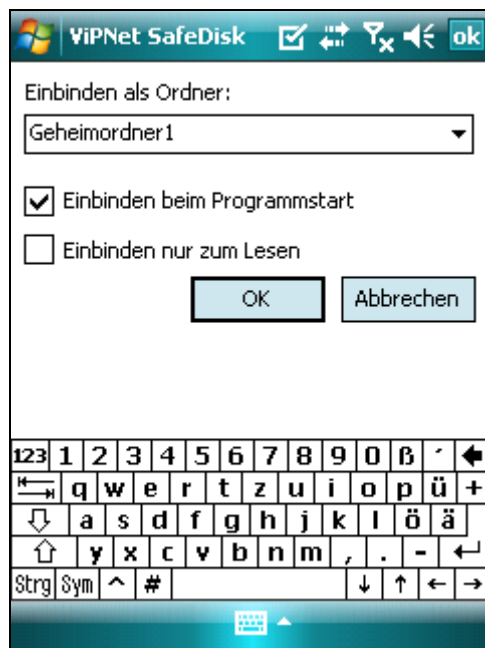 ViPNet SafeDisk ok
Einbinden als Ordner:
Geheimordner1
Einbinden beim Programmstart
Einbinden nur zum Lesen
OK Abbrechen
123 1 2 3 4 5 6 7 8 9 0 ß ´
q w e r t z u i o p ü +
a s d f g h j k l ö ä
y x c v b n m , . -
Strg Sym ^ # ↓ ↑ ← →